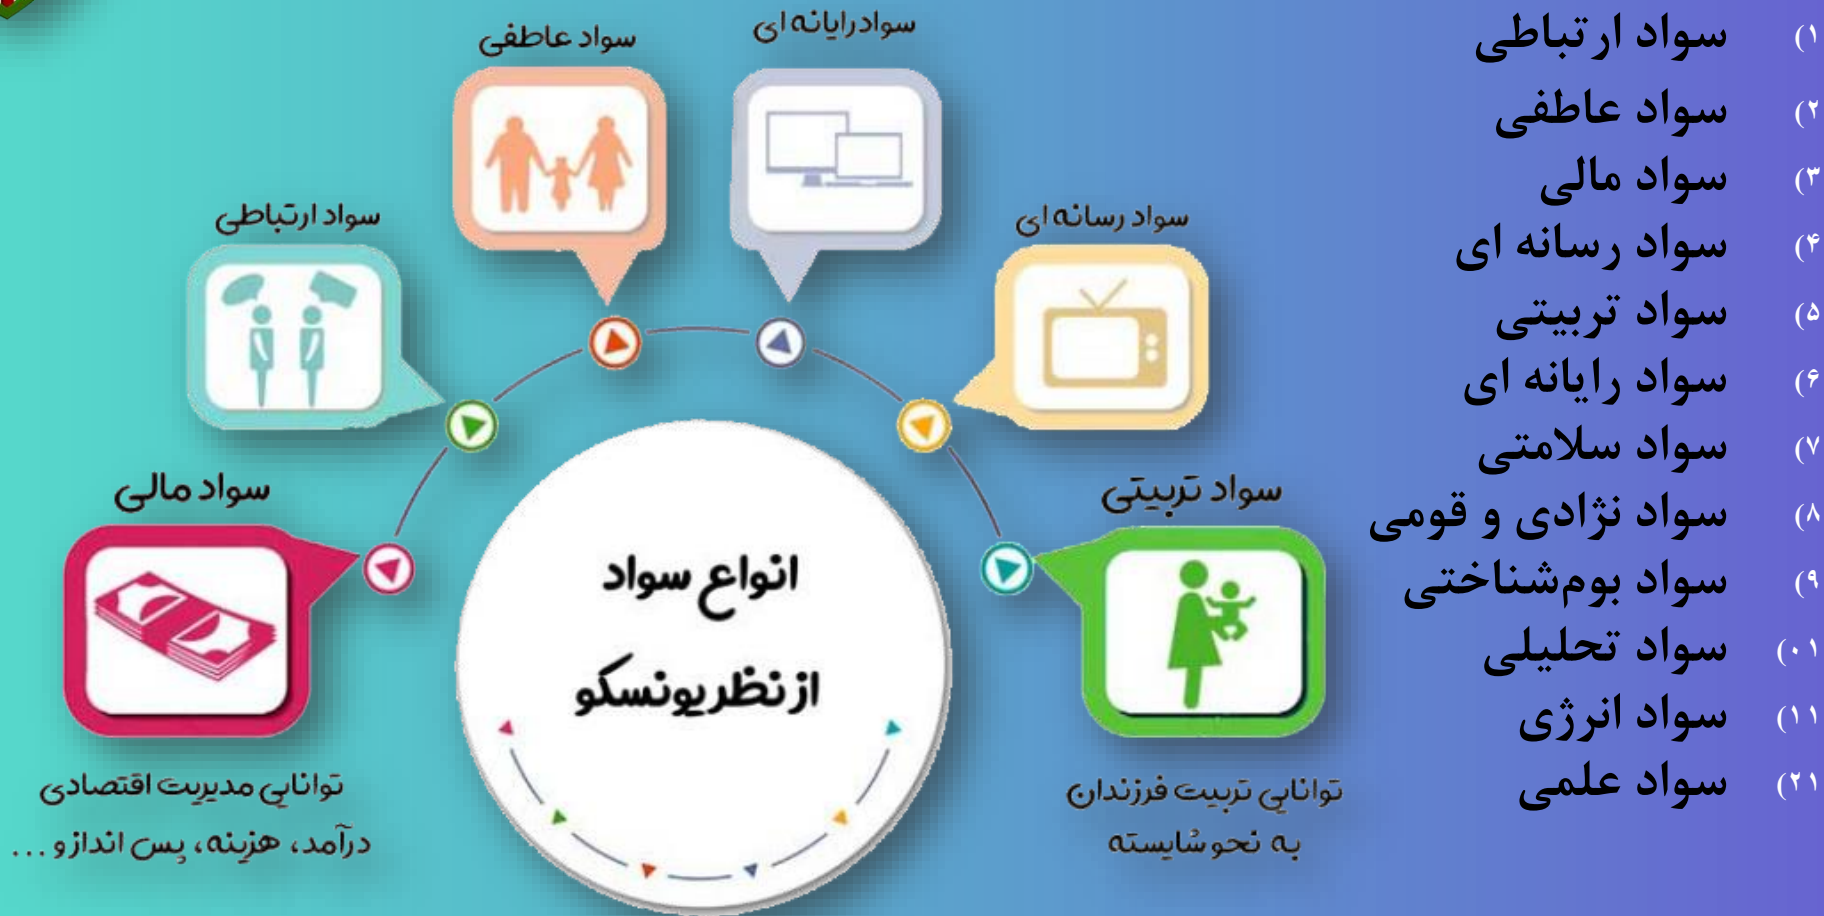 سوادرایانه ای
سواد عاطفی
سواد رسانه ای
سواد ارتباطی
سواد تربیتی
سواد مالی
انواع سواد
از نظر یونسکو
توانایی تربیت فرزندان
به نحو شایسته
توانایی مدیریت اقتصادی
درآمد، هزینه، پس انداز و ...
۱) سواد ارتباطی
۲) سواد عاطفی
۳) سواد مالی
۴) سواد رسانه ای
۵) سواد تربیتی
۶) سواد رایانه ای
۷) سواد سلامتی
۸) سواد نژادی و قومی
۹) سواد بوم‌شناختی
۰۱) سواد تحلیلی
۱۱) سواد انرژی
۲۱) سواد علمی